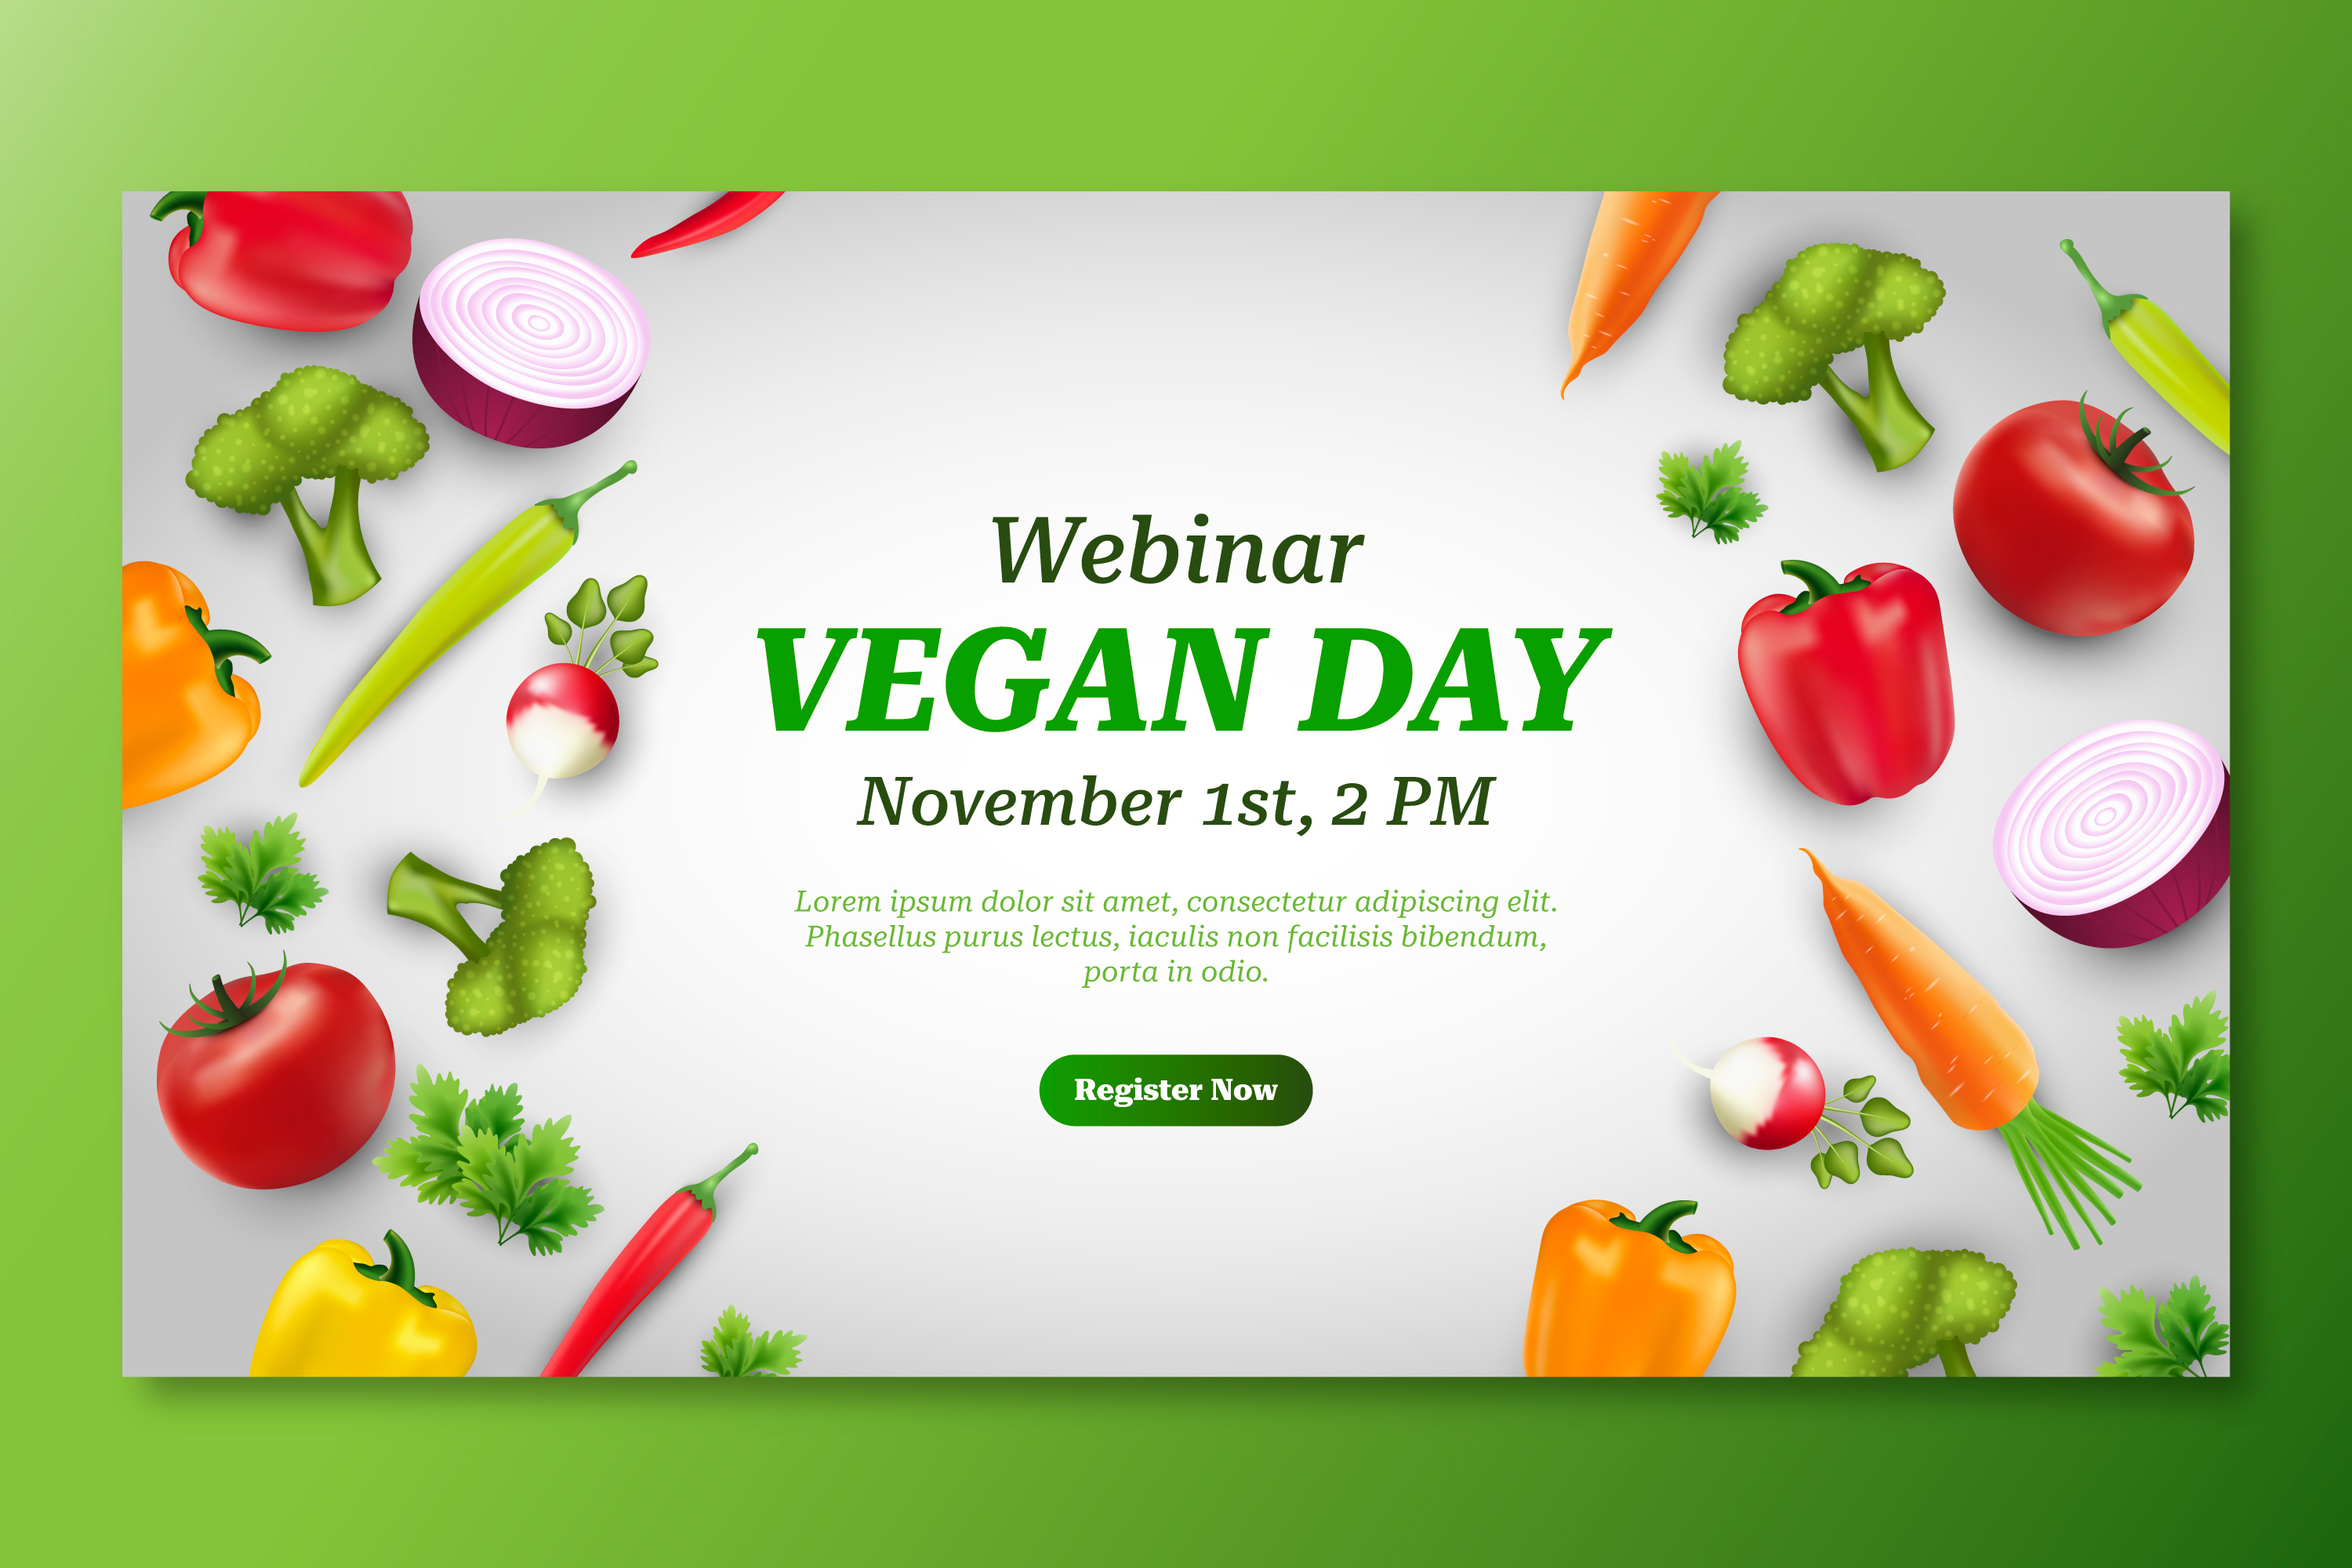 Webinar
VEGAN DAY
November 1st, 2 PM
Lorem ipsum dolor sit amet, consectetur adipiscing elit.
Phasellus purus lectus, iaculis non facilisis bibendum,
porta in odio.
Register Now